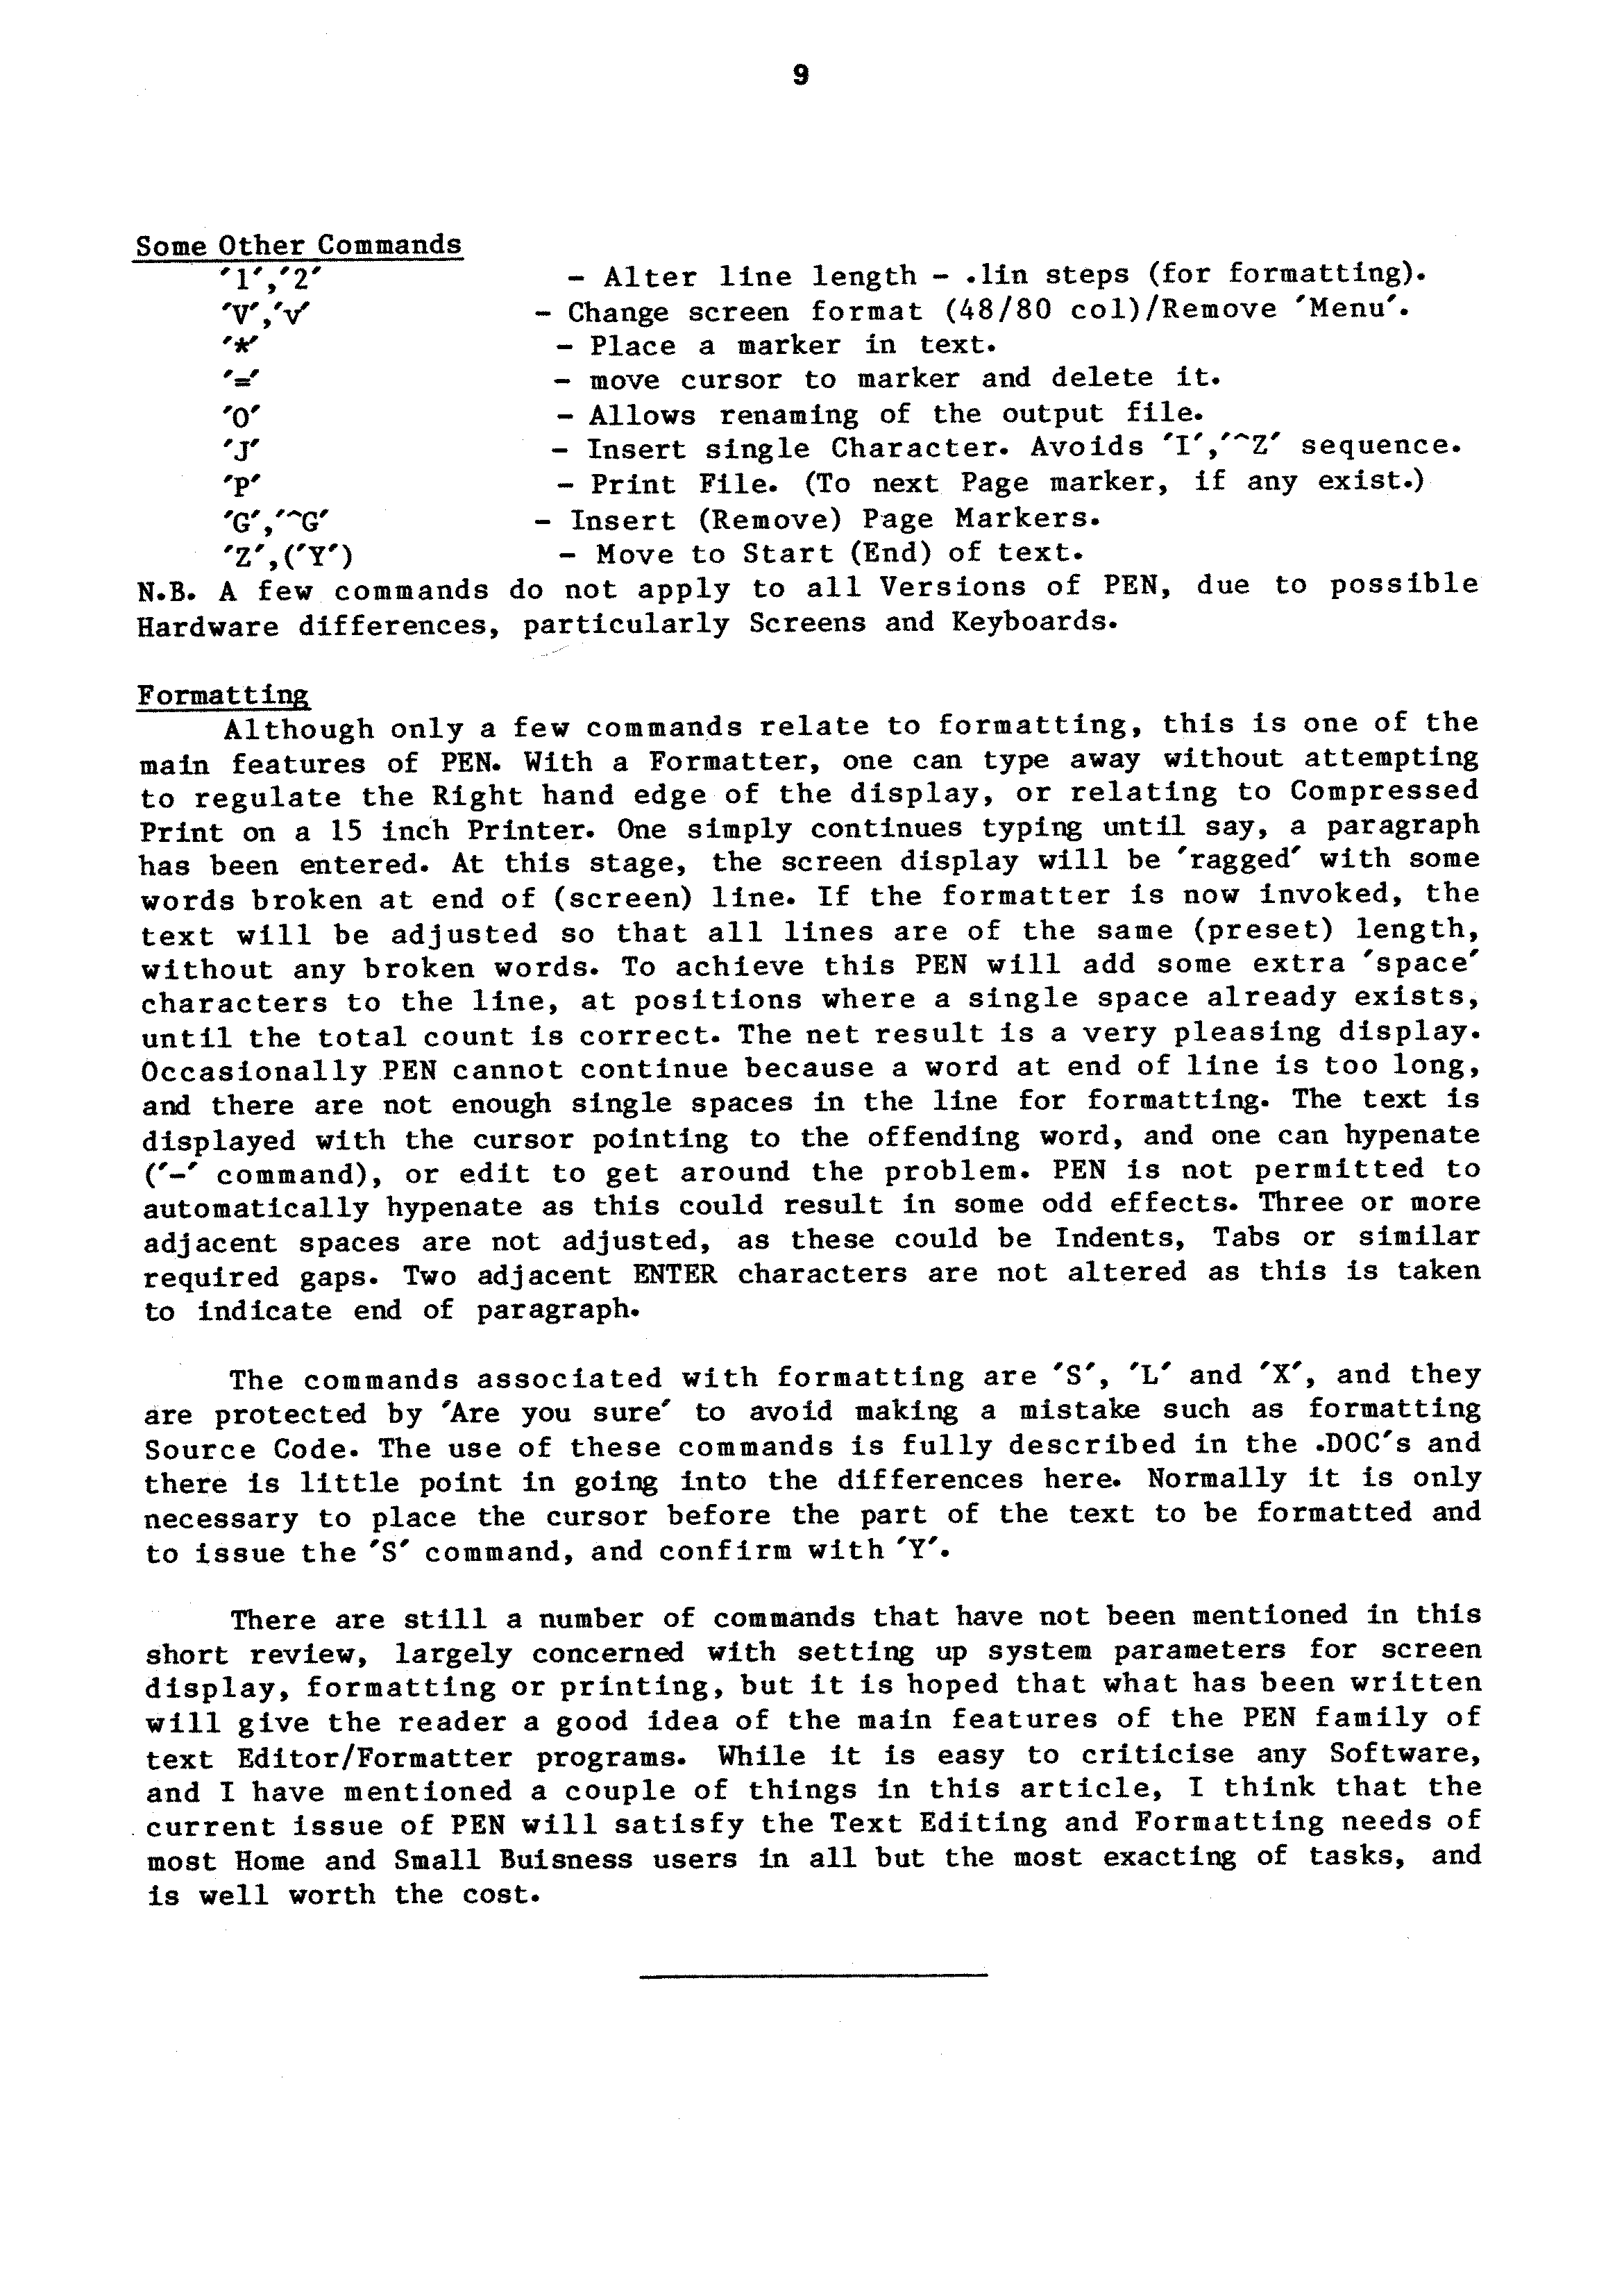 9
Some Other Commands
'1','2' - Alter line length - .1in steps (for formatting).
'V','v' - Change screen format (48/80 col)/Remove 'Menu'.
'*' - Place a marker in text.
'=' - move cursor to marker and delete it.
'O' - Allows renaming of the output file.
'J' - Insert single Character. Avoids 'I','^Z' sequence.
'P' - Print File. (To next Page marker, if any exist.)
'G','^G' - Insert (Remove) Page Markers.
'Z',('Y') - Move to Start (End) of text.
N.B. A few commands do not apply to all Versions of PEN, due to possible
Hardware differences, particularly Screens and Keyboards.
Formatting
Although only a few commands relate to formatting, this is one of the
main features of PEN. With a Formatter, one can type away without attempting
to regulate the Right hand edge of the display, or relating to Compressed
Print on a 15 inch Printer. One simply continues typing until say, a paragraph
has been entered. At this stage, the screen display will be 'ragged' with some
words broken at end of (screen) line. If the formatter is now invoked, the
text will be adjusted so that all lines are of the same (preset) length,
without any broken words. To achieve this PEN will add some extra 'space'
characters to the line, at positions where a single space already exists,
until the total count is correct. The net result is a very pleasing display.
Occasionally PEN cannot continue because a word at end of line is too long,
and there are not enough single spaces in the line for formatting. The text is
displayed with the cursor pointing to the offending word, and one can hypenate
('-' command), or edit to get around the problem. PEN is not permitted to
automatically hypenate as this could result in some odd effects. Three or more
adjacent spaces are not adjusted, as these could be Indents, Tabs or similar
required gaps. Two adjacent ENTER characters are not altered as this is taken
to indicate end of paragraph.
The commands associated with formatting are 'S', 'L' and 'X', and they
are protected by 'Are you sure' to avoid making a mistake such as formatting
Source Code. The use of these commands is fully described in the .DOC's and
there is little point in going into the differences here. Normally it is only
necessary to place the cursor before the part of the text to be formatted and
to issue the 'S' command, and confirm with 'Y'.
There are still a number of commands that have not been mentioned in this
short review, largely concerned with setting up system parameters for screen
display, formatting or printing, but it is hoped that what has been written
will give the reader a good idea of the main features of the PEN family of
text Editor/Formatter programs. While it is easy to criticise any Software,
and I have mentioned a couple of things in this article, I think that the
current issue of PEN will satisfy the Text Editing and Formatting needs of
most Home and Small Buisness users in all but the most exacting of tasks, and
is well worth the cost.